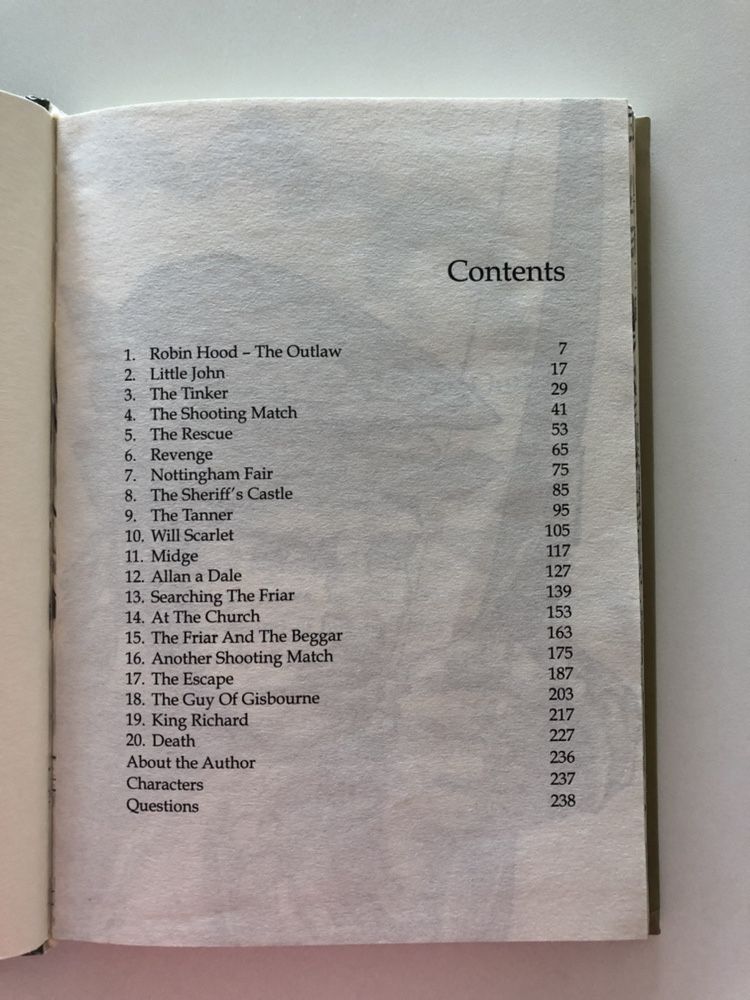 Contents
1. Robin Hood – The Outlaw 7
2. Little John 17
3. The Tinker 29
4. The Shooting Match 41
5. The Rescue 53
6. Revenge 65
7. Nottingham Fair 75
8. The Sheriff's Castle 85
9. The Tanner 95
10. Will Scarlet 105
11. Midge 117
12. Allan a Dale 127
13. Searching The Friar 139
14. At The Church 153
15. The Friar And The Beggar 163
16. Another Shooting Match 175
17. The Escape 187
18. The Guy Of Gisbourne 203
19. King Richard 217
20. Death 227
About the Author 236
Characters 237
Questions 238